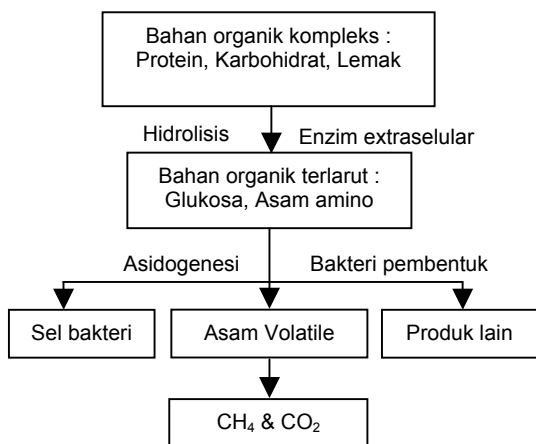 Bahan organik kompleks :
Protein, Karbohidrat, Lemak
Hidrolisis Enzim extraselular
Bahan organik terlarut :
Glukosa, Asam amino
Asidogenesi Bakteri pembentuk
Sel bakteri Asam Volatile Produk lain
CH₄ & CO₂